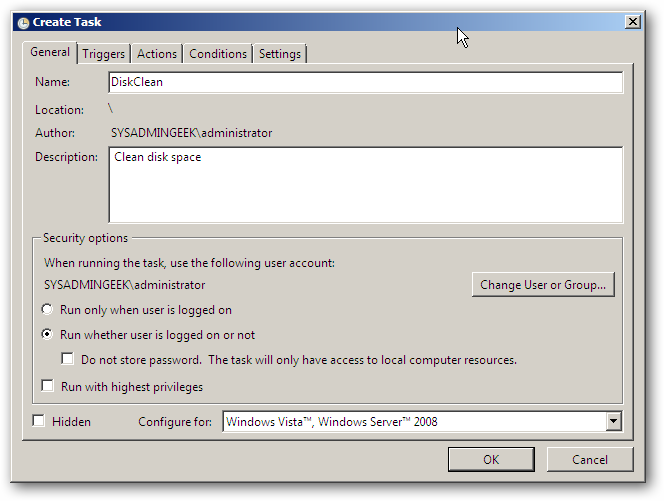 Create Task
General Triggers Actions Conditions Settings
Name: DiskClean
Location: \
Author: SYSADMINGEEK\administrator
Description: Clean disk space
Security options
When running the task, use the following user account:
SYSADMINGEEK\administrator Change User or Group...
Run only when user is logged on
Run whether user is logged on or not
Do not store password. The task will only have access to local computer resources.
Run with highest privileges
Hidden Configure for: Windows Vista™, Windows Server™ 2008
OK Cancel